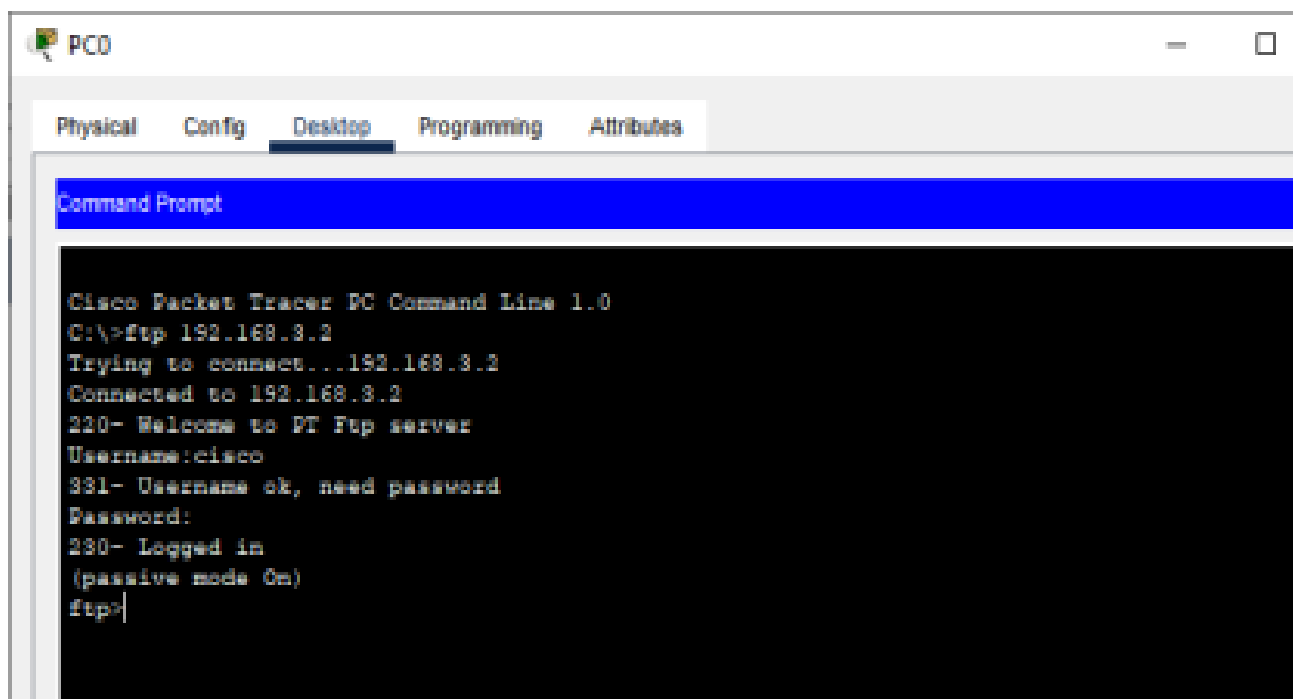 PC0
Physical Config Desktop Programming Attributes
Command Prompt
Cisco Packet Tracer PC Command Line 1.0
C:\>ftp 192.168.3.2
Trying to connect...192.168.3.2
Connected to 192.168.3.2
220- Welcome to PT Ftp server
Username:cisco
331- Username ok, need password
Password:
230- Logged in
(passive mode On)
ftp>